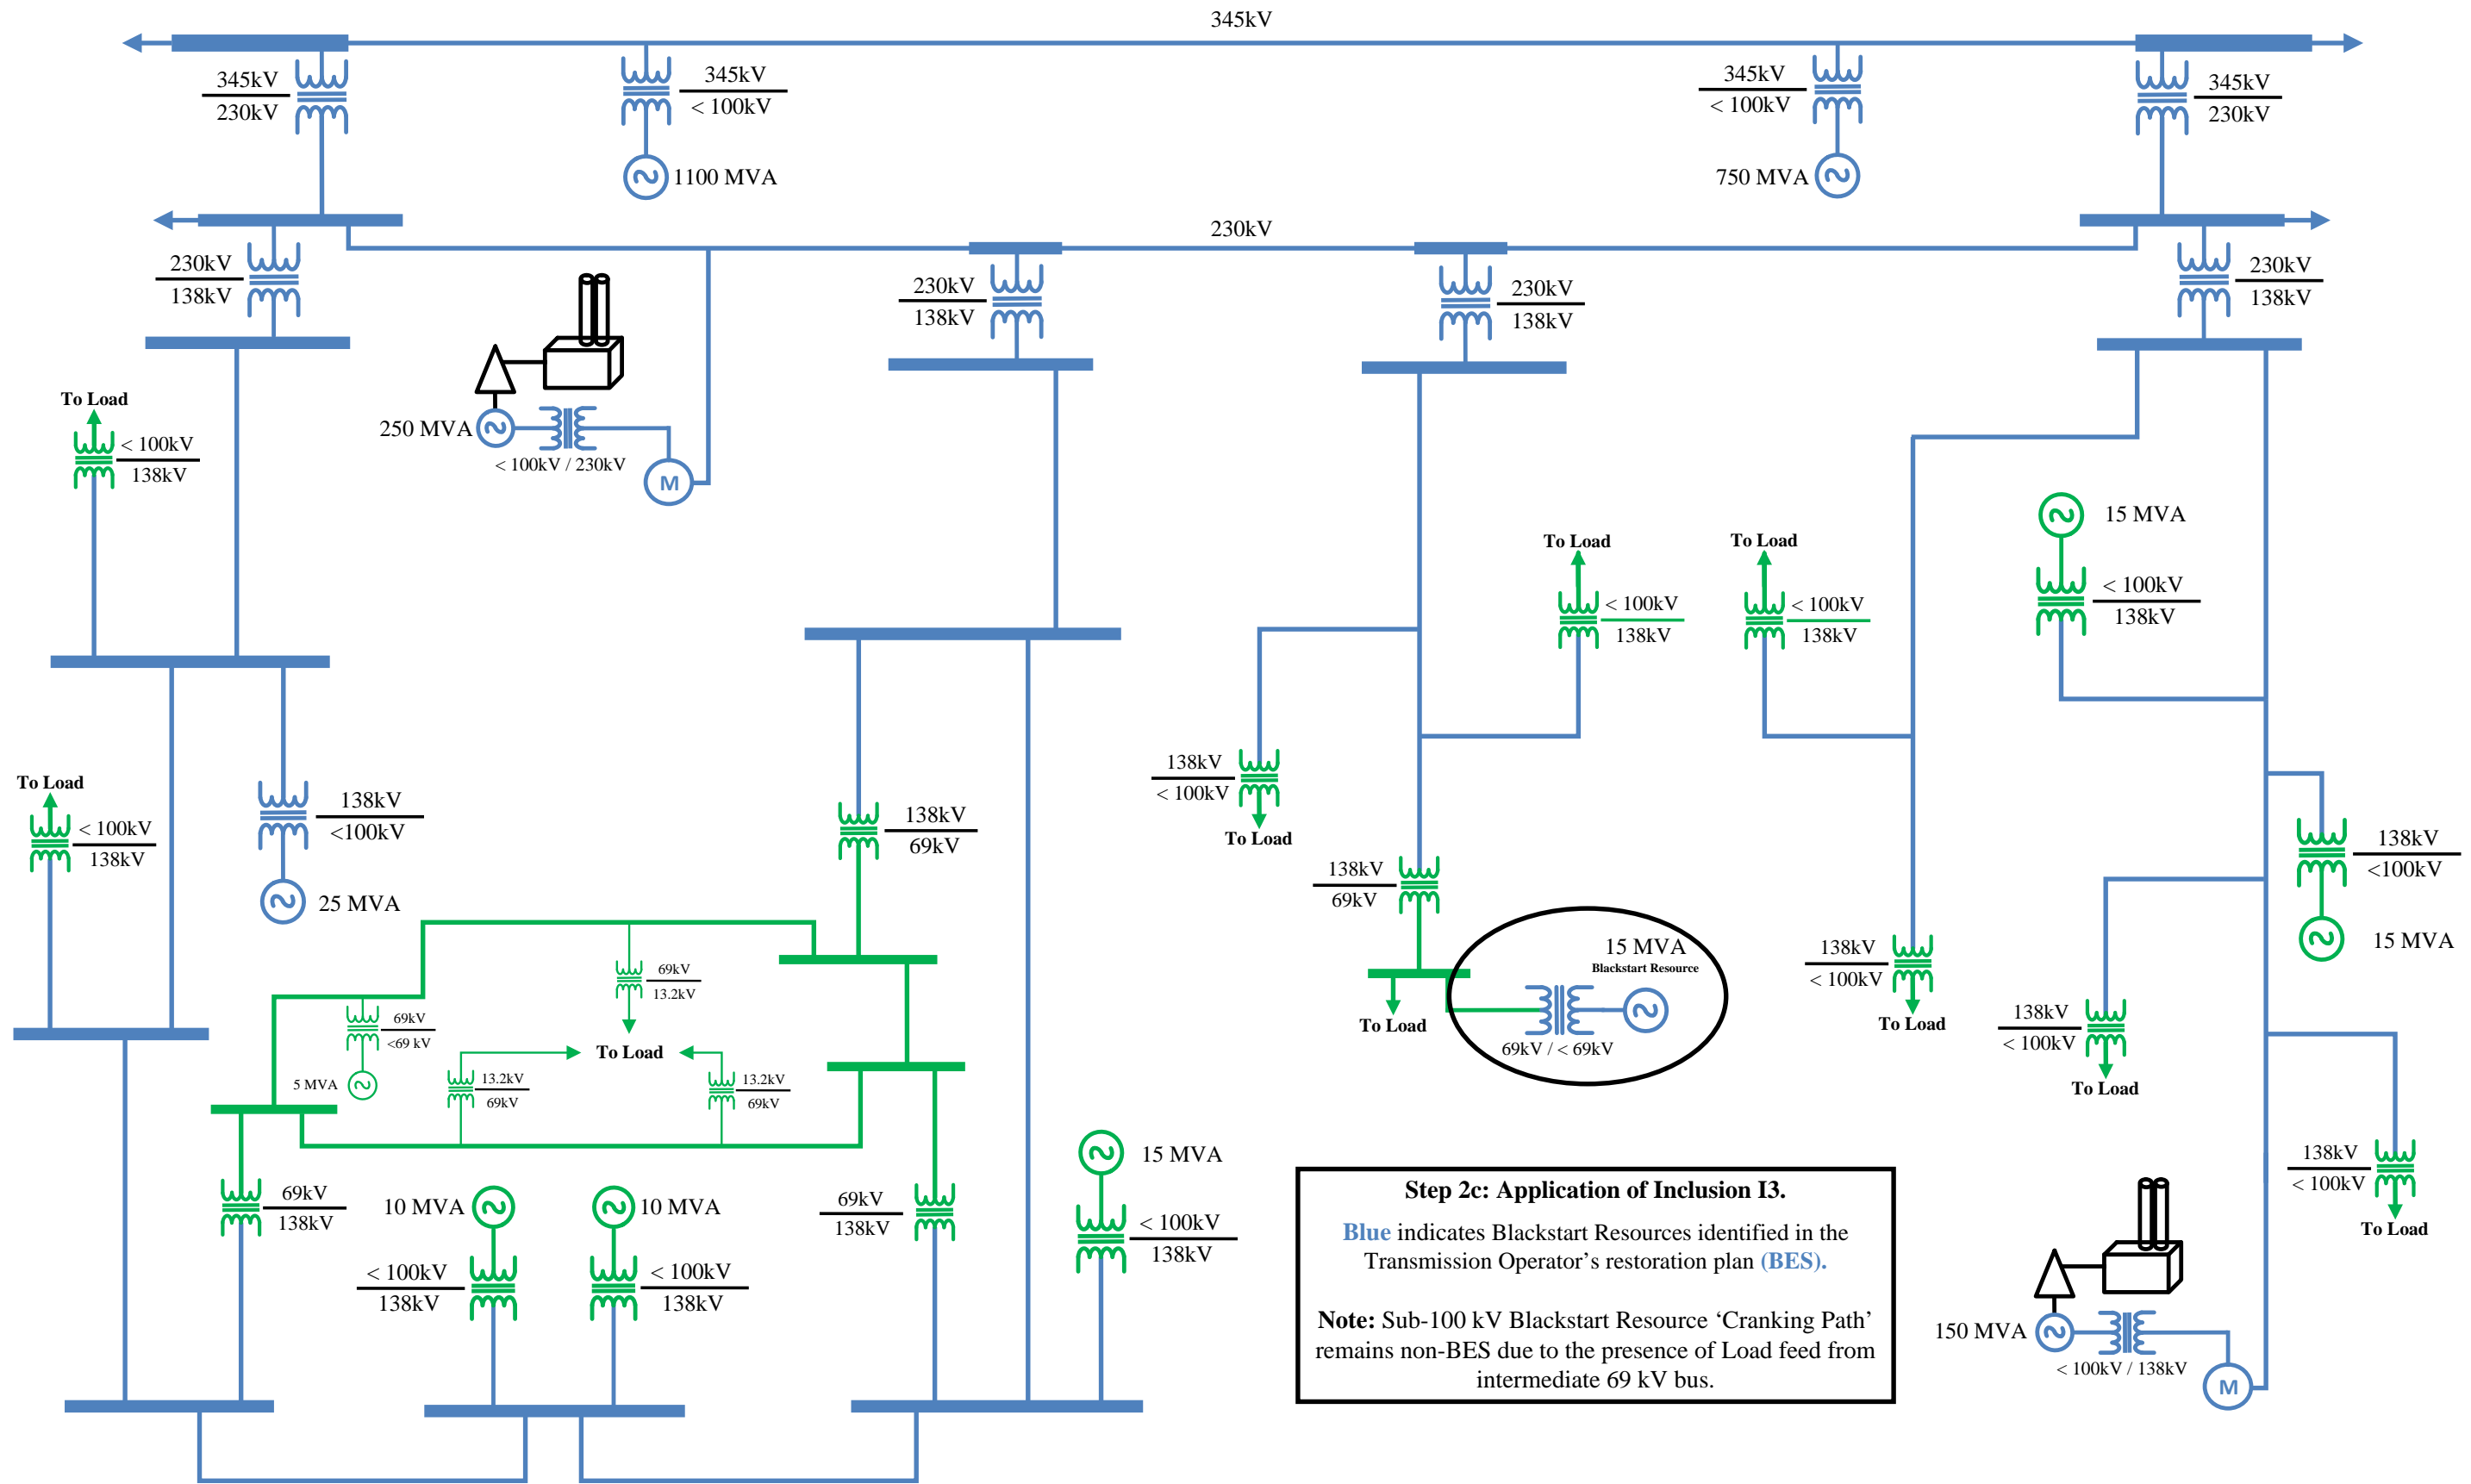 345kV
345kV
230kV
345kV
< 100kV
345kV
< 100kV
345kV
230kV
1100 MVA
750 MVA
230kV
230kV
138kV
230kV
138kV
230kV
138kV
230kV
138kV
To Load
< 100kV
138kV
250 MVA
< 100kV / 230kV
M
15 MVA
To Load
To Load
< 100kV
138kV
< 100kV
138kV
< 100kV
138kV
To Load
< 100kV
138kV
138kV
<100kV
25 MVA
138kV
69kV
138kV
< 100kV
To Load
138kV
69kV
138kV
<100kV
15 MVA
15 MVA
Blackstart Resource
69kV / < 69kV
To Load
138kV
< 100kV
To Load
138kV
< 100kV
To Load
69kV
13.2kV
69kV
<69 kV
5 MVA
To Load
13.2kV
69kV
13.2kV
69kV
69kV
138kV
10 MVA
10 MVA
< 100kV
138kV
< 100kV
138kV
69kV
138kV
15 MVA
< 100kV
138kV
138kV
< 100kV
To Load
Step 2c: Application of Inclusion I3.
Blue indicates Blackstart Resources identified in the
Transmission Operator’s restoration plan (BES).
Note: Sub-100 kV Blackstart Resource ‘Cranking Path’
remains non-BES due to the presence of Load feed from
intermediate 69 kV bus.
150 MVA
< 100kV / 138kV
M